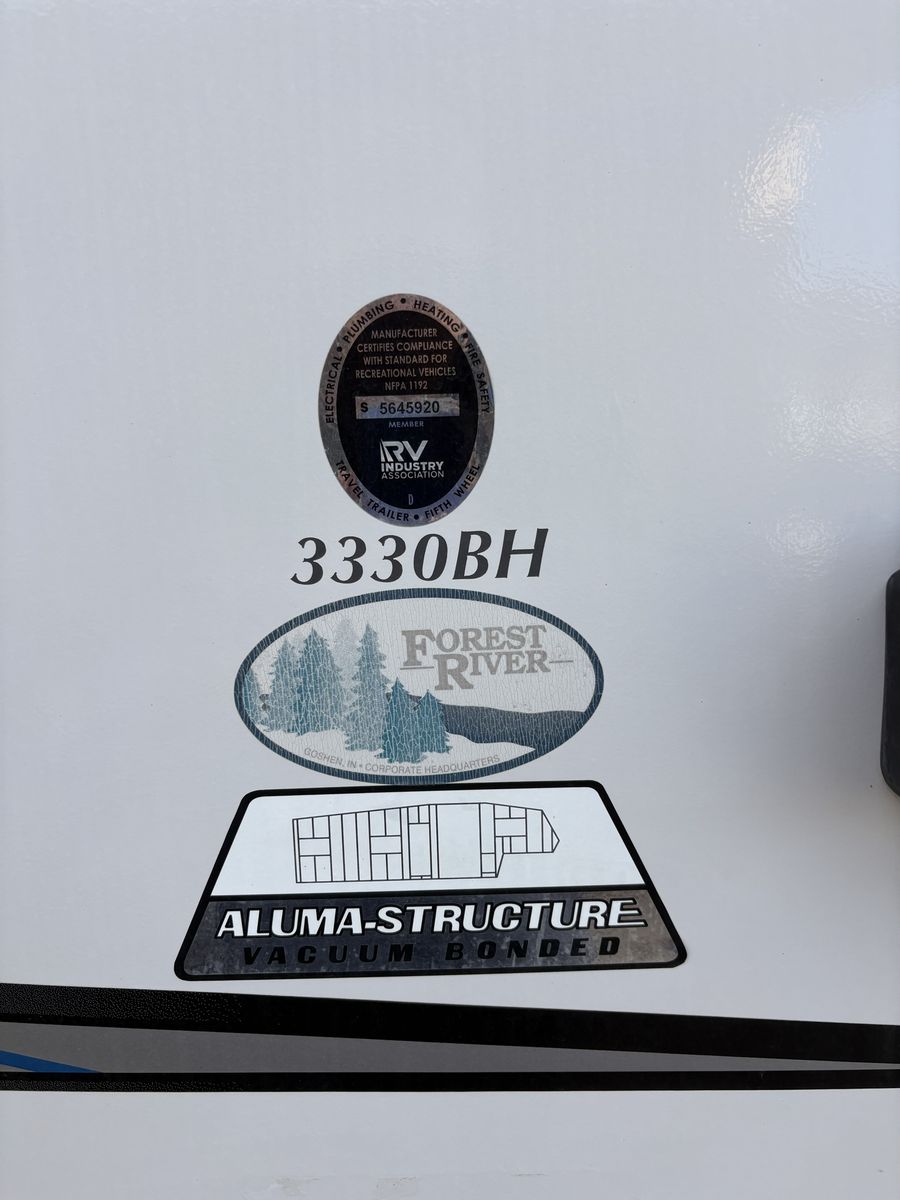 ELECTRICAL • PLUMBING • HEATING • FIRE SAFETY
MANUFACTURER
CERTIFIES COMPLIANCE
WITH STANDARD FOR
RECREATIONAL VEHICLES
NFPA 1192
S 5645920
MEMBER
RV
INDUSTRY
ASSOCIATION
D
TRAVEL TRAILER • FIFTH WHEEL
3330BH
FOREST
RIVER
GOSHEN, IN • CORPORATE HEADQUARTERS
ALUMA-STRUCTURE
VACUUM BONDED